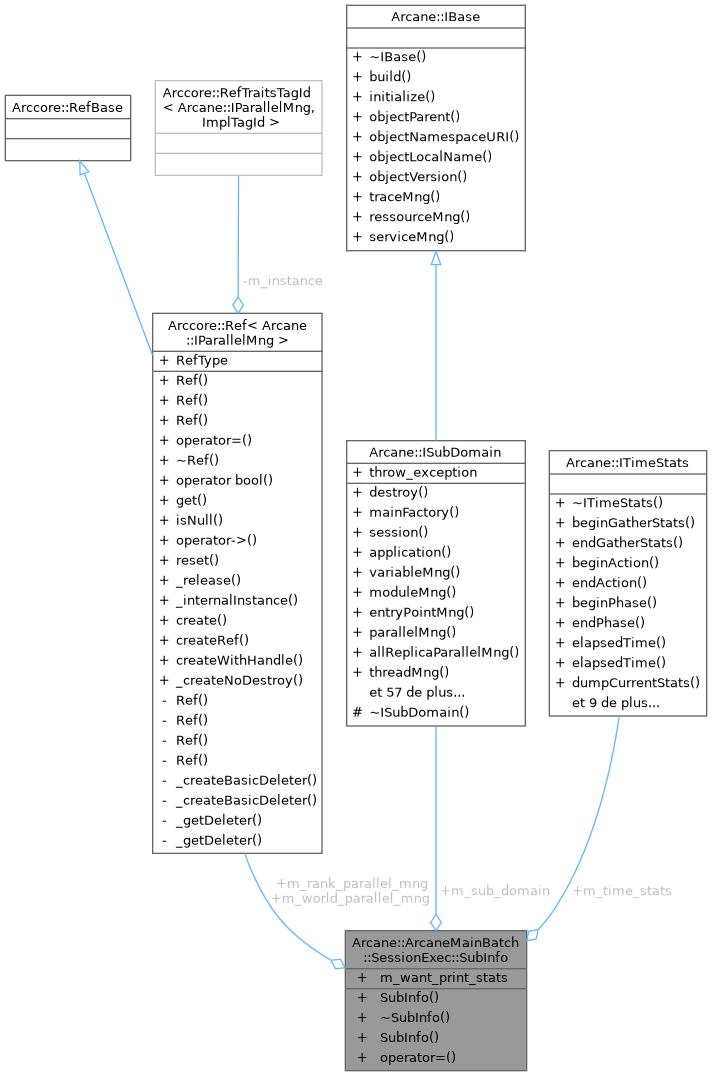 Arcane::IBase
+ ~IBase()
+ build()
+ initialize()
+ objectParent()
+ objectNamespaceURI()
+ objectLocalName()
+ objectVersion()
+ traceMng()
+ ressourceMng()
+ serviceMng()
Arccore::RefBase
Arccore::RefTraitsTagId
< Arcane::IParallelMng,
ImplTagId >
-m_instance
Arccore::Ref< Arcane
::IParallelMng >
+ RefType
+ Ref()
+ Ref()
+ Ref()
+ operator=()
+ ~Ref()
+ operator bool()
+ get()
+ isNull()
+ operator->()
+ reset()
+ _release()
+ _internalInstance()
+ create()
+ createRef()
+ createWithHandle()
+ _createNoDestroy()
- Ref()
- Ref()
- Ref()
- Ref()
- _createBasicDeleter()
- _createBasicDeleter()
- _getDeleter()
- _getDeleter()
Arcane::ISubDomain
+ throw_exception
+ destroy()
+ mainFactory()
+ session()
+ application()
+ variableMng()
+ moduleMng()
+ entryPointMng()
+ parallelMng()
+ allReplicaParallelMng()
+ threadMng()
et 57 de plus...
# ~ISubDomain()
Arcane::ITimeStats
+ ~ITimeStats()
+ beginGatherStats()
+ endGatherStats()
+ beginAction()
+ endAction()
+ beginPhase()
+ endPhase()
+ elapsedTime()
+ elapsedTime()
+ dumpCurrentStats()
et 9 de plus...
+m_rank_parallel_mng
+m_world_parallel_mng
+m_sub_domain
+m_time_stats
Arcane::ArcaneMainBatch
::SessionExec::SubInfo
+ m_want_print_stats
+ SubInfo()
+ ~SubInfo()
+ SubInfo()
+ operator=()